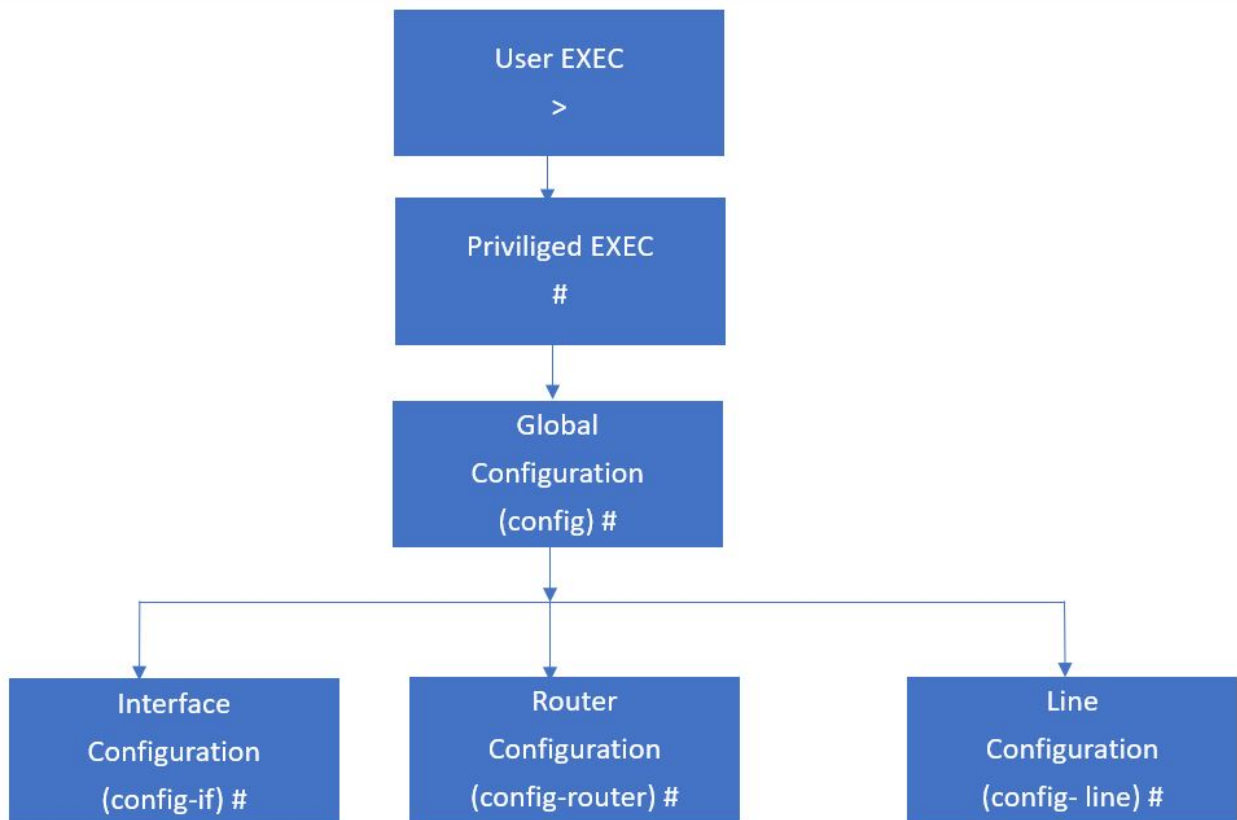 User EXEC
>
Priviliged EXEC
#
Global
Configuration
(config) #
Interface
Configuration
(config-if) #
Router
Configuration
(config-router) #
Line
Configuration
(config- line) #